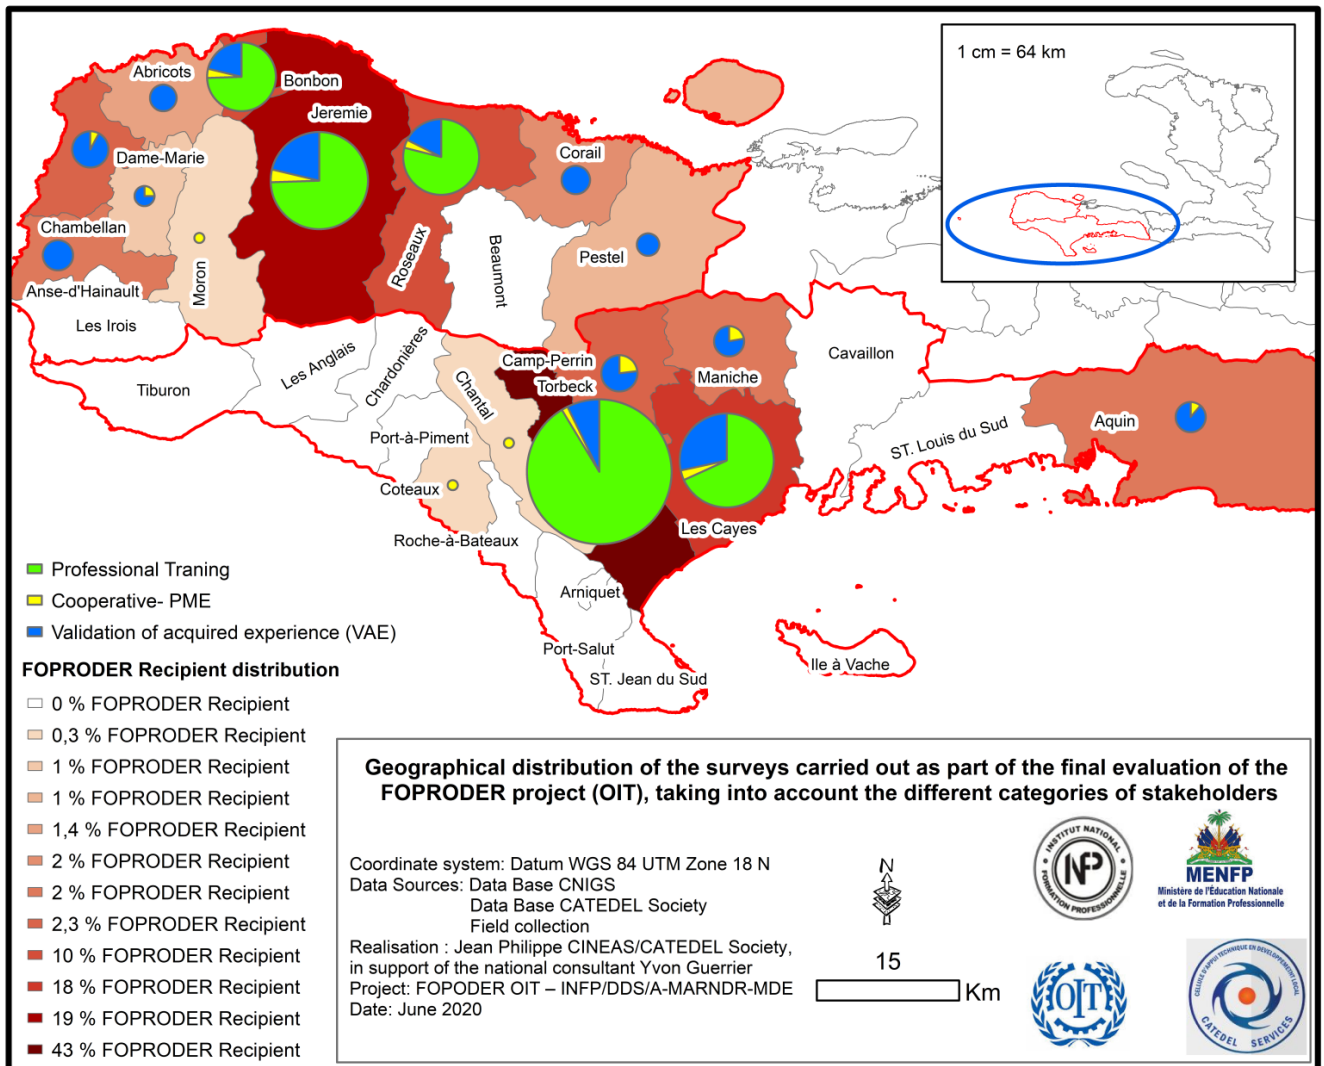 1 cm = 64 km
Abricots
Bonbon
Jeremie
Dame-Marie
Corail
Chambellan
Roseaux
Beaumont
Pestel
Moron
Anse-d'Hainault
Les Irois
Tiburon
Les Anglais
Chardonières
Camp-Perrin
Torbeck
Chantal
Maniche
Cavaillon
Port-à-Piment
Aquin
ST. Louis du Sud
Coteaux
Les Cayes
Roche-à-Bateaux
Arniquet
Port-Salut
ST. Jean du Sud
Ile à Vache
Professional Traning
Cooperative- PME
Validation of acquired experience (VAE)
FOPRODER Recipient distribution
0 % FOPRODER Recipient
0,3 % FOPRODER Recipient
1 % FOPRODER Recipient
1 % FOPRODER Recipient
1,4 % FOPRODER Recipient
2 % FOPRODER Recipient
2 % FOPRODER Recipient
2,3 % FOPRODER Recipient
10 % FOPRODER Recipient
18 % FOPRODER Recipient
19 % FOPRODER Recipient
43 % FOPRODER Recipient
Geographical distribution of the surveys carried out as part of the final evaluation of the
FOPRODER project (OIT), taking into account the different categories of stakeholders
Coordinate system: Datum WGS 84 UTM Zone 18 N
Data Sources: Data Base CNIGS
Data Base CATEDEL Society
Field collection
Realisation : Jean Philippe CINEAS/CATEDEL Society,
in support of the national consultant Yvon Guerrier
Project: FOPODER OIT – INFP/DDS/A-MARNDR-MDE
Date: June 2020
N
15
Km
INSTITUT NATIONAL
NFP
FORMATION PROFESSIONNELLE
MENFP
Ministère de l'Éducation Nationale
et de la Formation Professionnelle
OIT
CELLULE D'APPUI TECHNIQUE EN DEVELOPPEMENT LOCAL
CATEDEL SERVICES